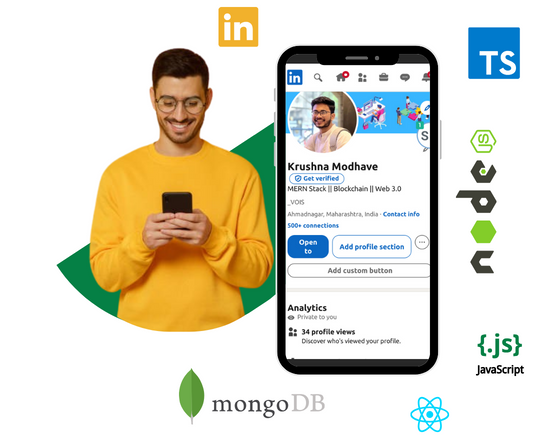 in
TS
in
S
Krushna Modhave
Get verified
MERN Stack || Blockchain || Web 3.0
_VOIS
Ahmadnagar, Maharashtra, India · Contact info
500+ connections
Open to
Add profile section
Add custom button
Analytics
Private to you
34 profile views
Discover who's viewed your profile.
node
JS
{.js}
JavaScript
mongoDB